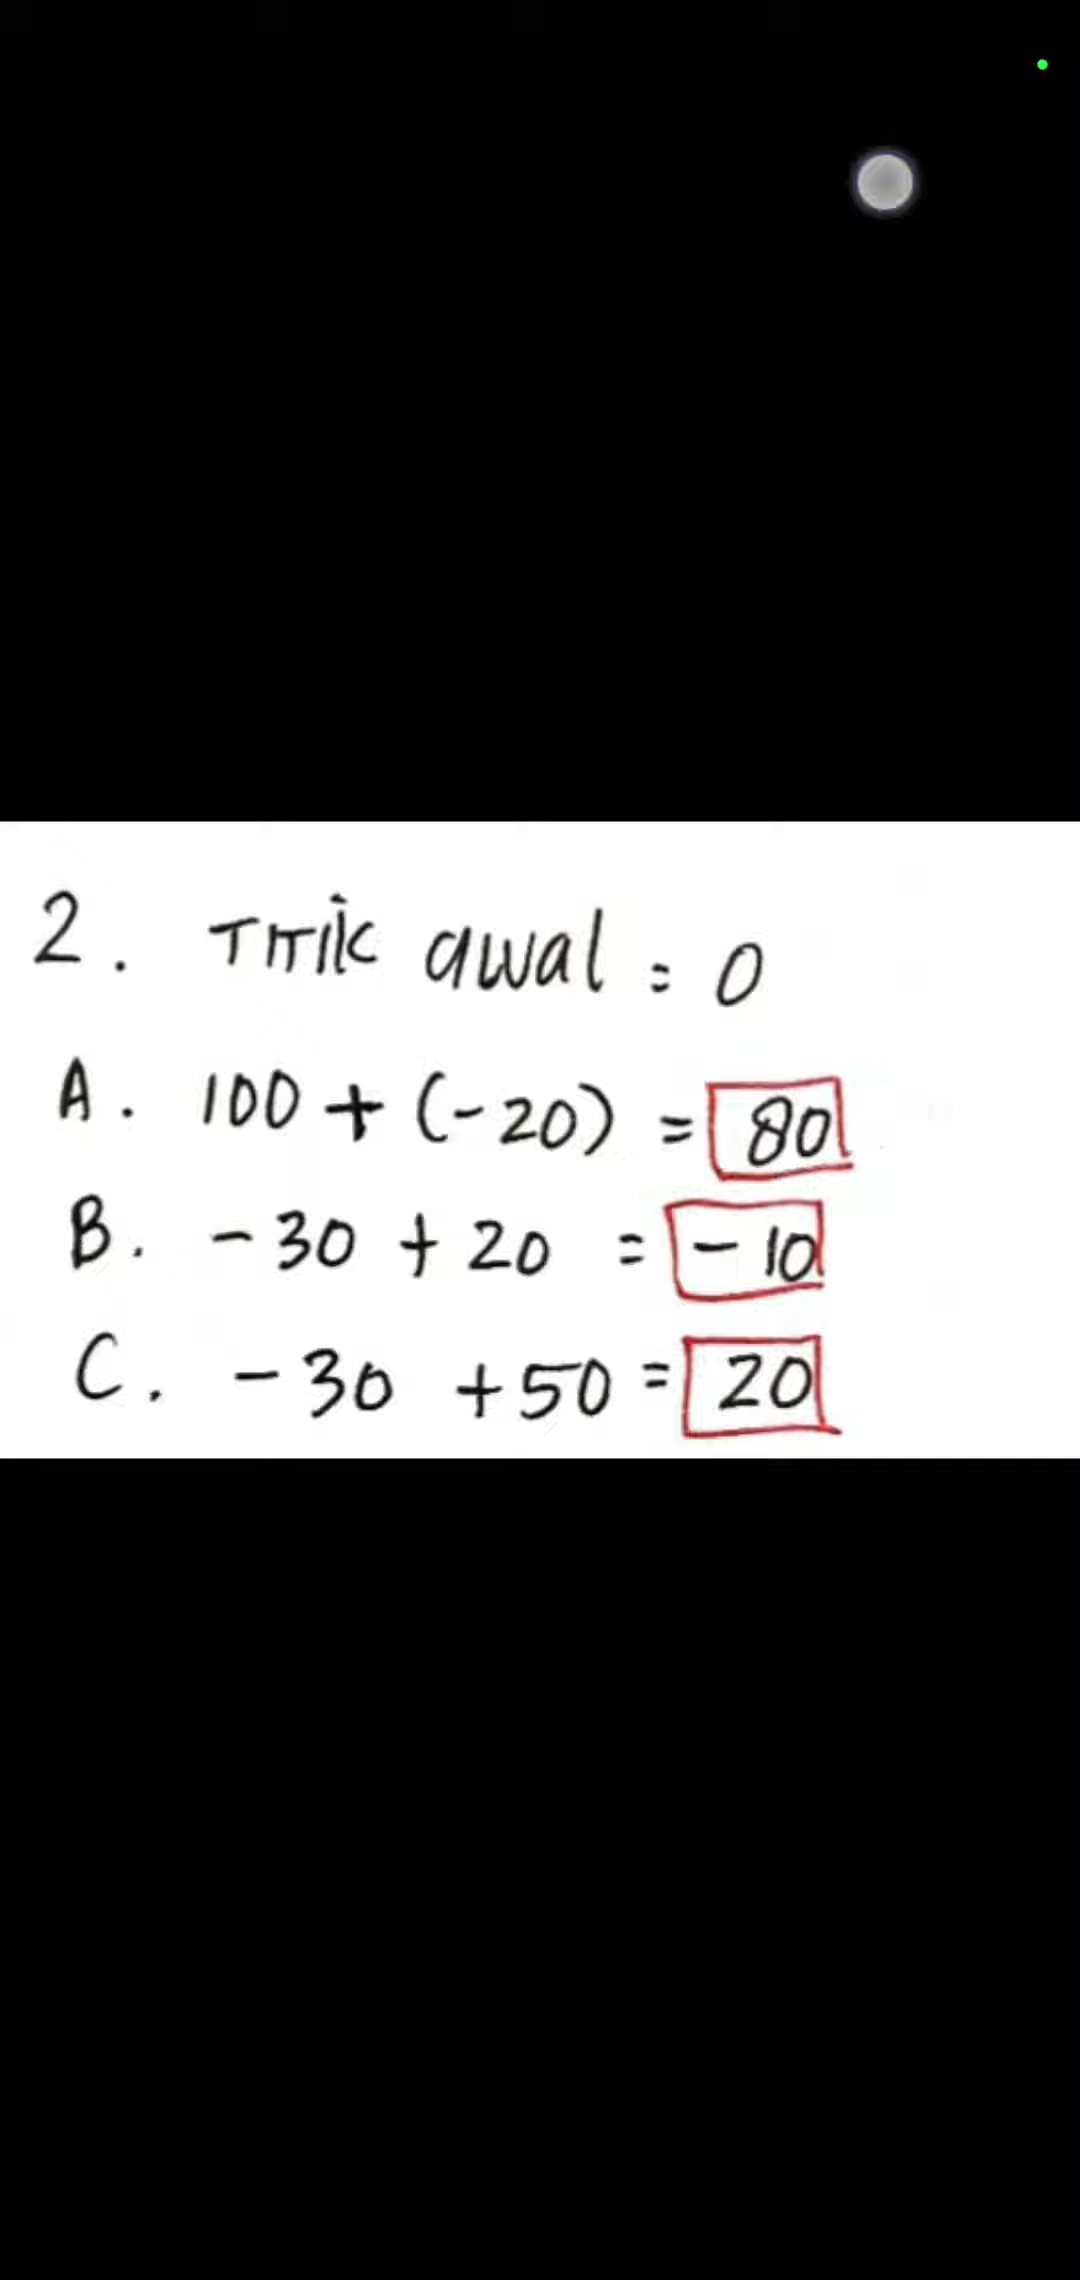 2. Titik awal = 0
A. 100 + (-20) = 80
B. - 30 + 20 = - 10
C. - 30 + 50 = 20